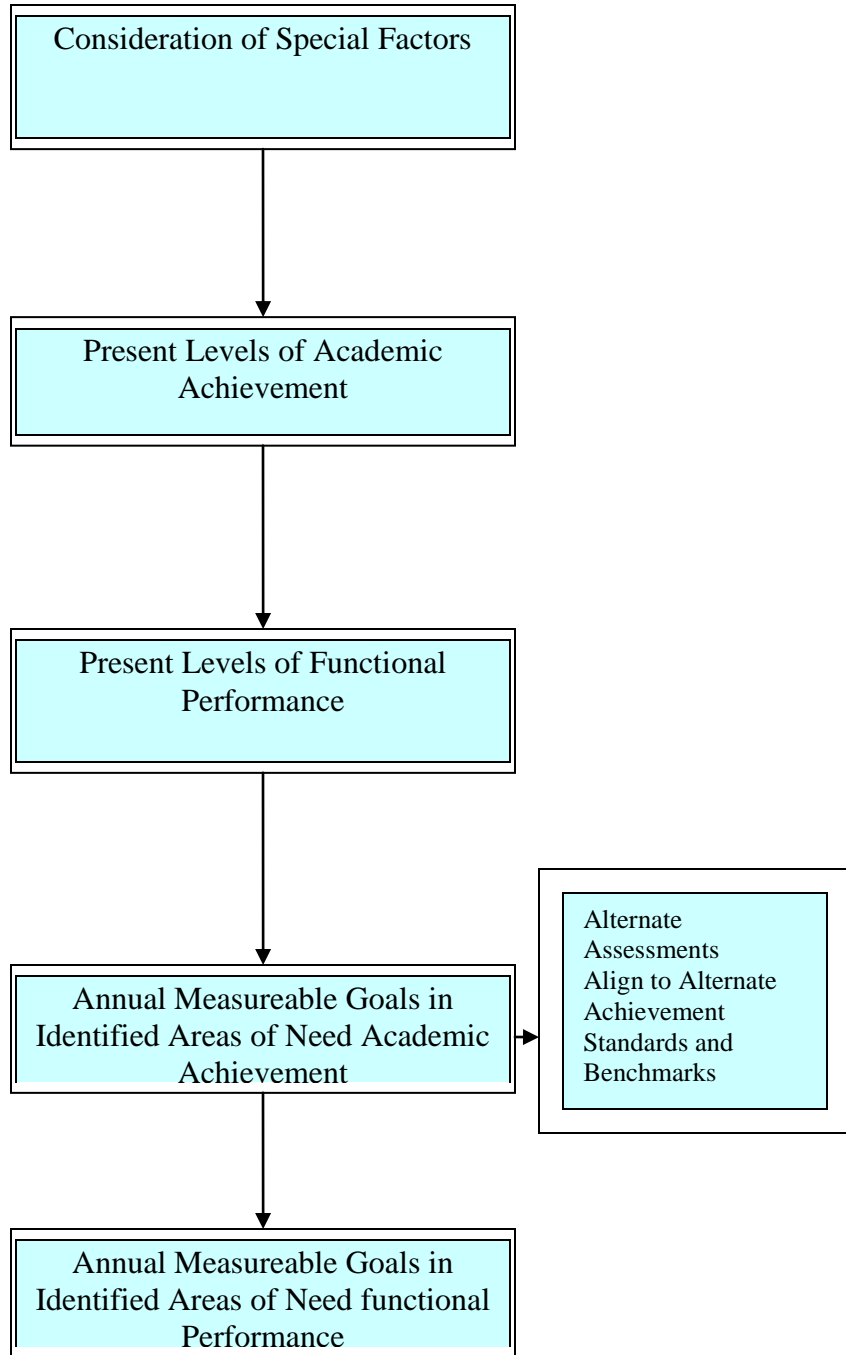 Consideration of Special Factors
Present Levels of Academic
Achievement
Present Levels of Functional
Performance
Annual Measureable Goals in
Identified Areas of Need Academic
Achievement
Alternate
Assessments
Align to Alternate
Achievement
Standards and
Benchmarks
Annual Measureable Goals in
Identified Areas of Need functional
Performance